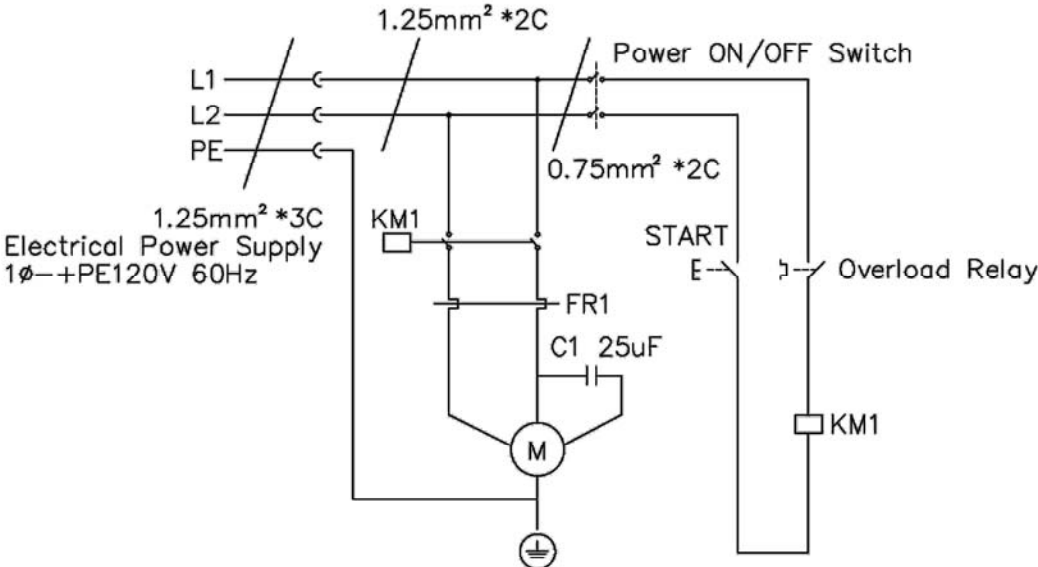 1.25mm² *2C
Power ON/OFF Switch
L1
L2
PE
0.75mm² *2C
1.25mm² *3C
Electrical Power Supply
1ø—+PE120V 60Hz
KM1
START
E
Overload Relay
FR1
C1 25uF
KM1
M